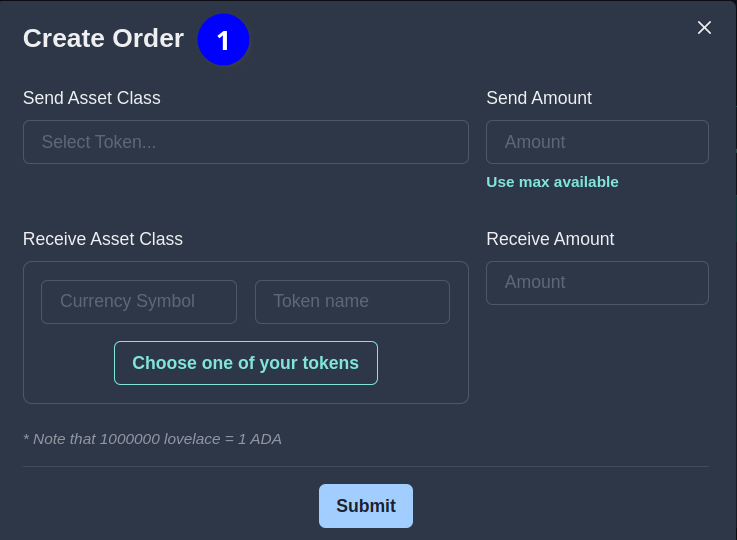 Create Order 1
Send Asset Class
Send Amount
Select Token...
Amount
Use max available
Receive Asset Class
Receive Amount
Currency Symbol
Token name
Amount
Choose one of your tokens
* Note that 1000000 lovelace = 1 ADA
Submit